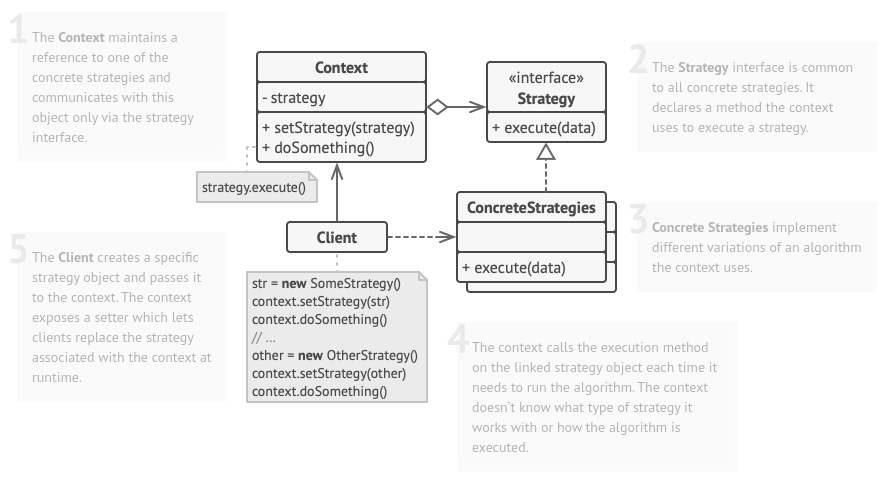 1
The Context maintains a
reference to one of the
concrete strategies and
communicates with this
object only via the strategy
interface.
Context
- strategy
+ setStrategy(strategy)
+ doSomething()
strategy.execute()
«interface»
Strategy
+ execute(data)
2
The Strategy interface is common
to all concrete strategies. It
declares a method the context
uses to execute a strategy.
ConcreteStrategies
+ execute(data)
3
Concrete Strategies implement
different variations of an algorithm
the context uses.
Client
str = new SomeStrategy()
context.setStrategy(str)
context.doSomething()
// ...
other = new OtherStrategy()
context.setStrategy(other)
context.doSomething()
4
The context calls the execution method
on the linked strategy object each time it
needs to run the algorithm. The context
doesn't know what type of strategy it
works with or how the algorithm is
executed.
5
The Client creates a specific
strategy object and passes it
to the context. The context
exposes a setter which lets
clients replace the strategy
associated with the context at
runtime.